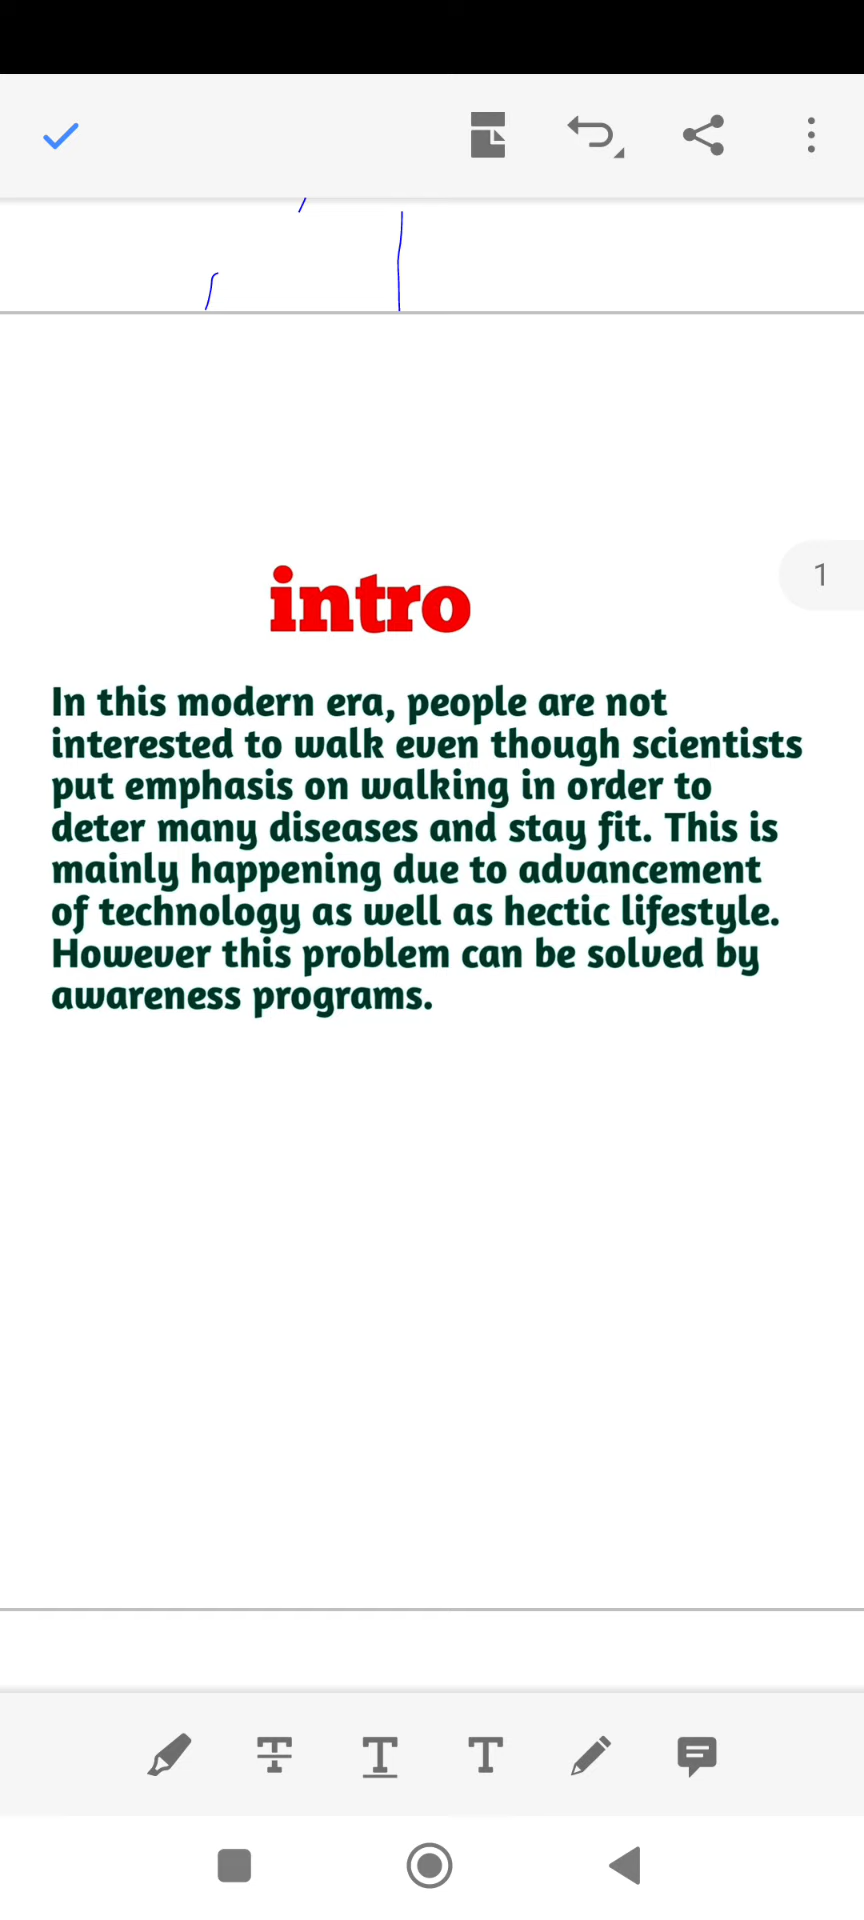 intro
1
In this modern era, people are not
interested to walk even though scientists
put emphasis on walking in order to
deter many diseases and stay fit. This is
mainly happening due to advancement
of technology as well as hectic lifestyle.
However this problem can be solved by
awareness programs.